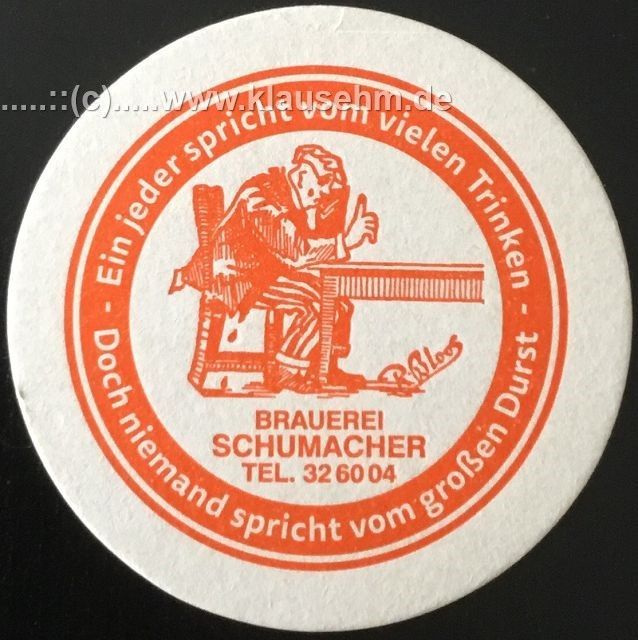 .....::(c).....www.klausehm.de
- Ein jeder spricht vom vielen Trinken -
Doch niemand spricht vom großen Durst
BRAUEREI
SCHUMACHER
TEL. 32 60 04